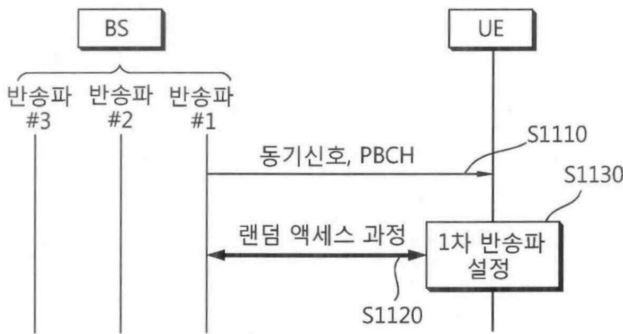 BS
UE
반송파 반송파 반송파
#3 #2 #1
동기신호, PBCH
S1110
S1130
랜덤 액세스 과정
1차 반송파
설정
S1120